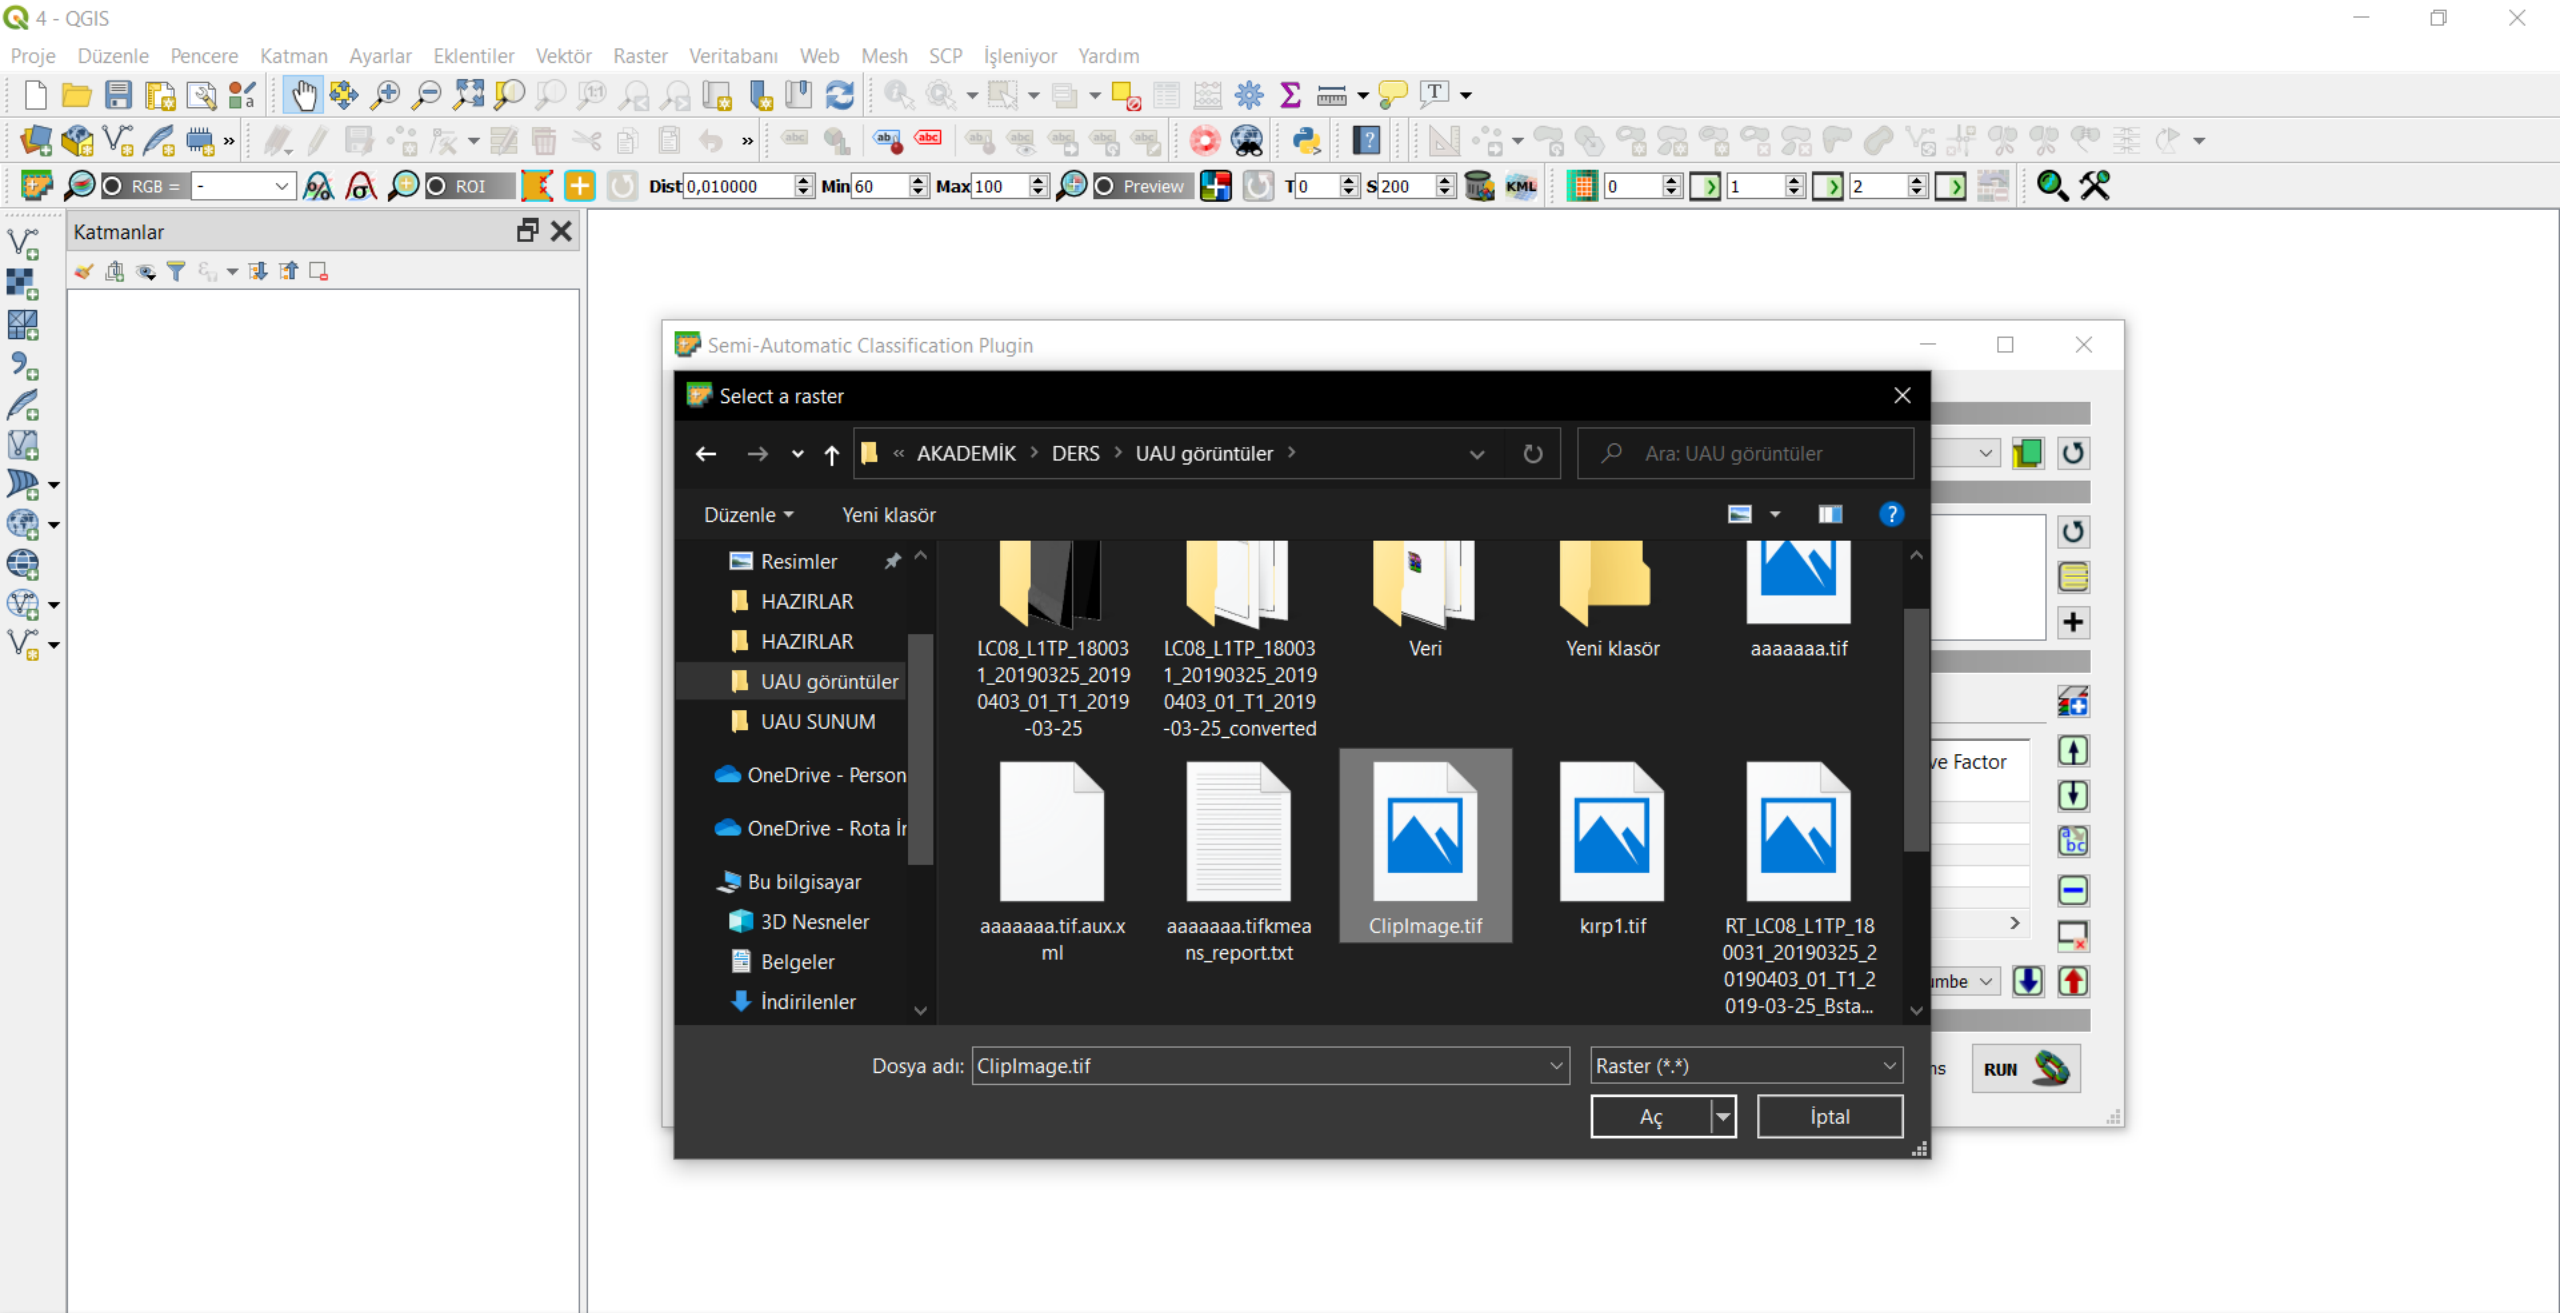 4 - QGIS
Proje Düzenle Pencere Katman Ayarlar Eklentiler Vektör Raster Veritabanı Web Mesh SCP İşleniyor Yardım
RGB = - ROI Dist 0,010000 Min 60 Max 100 Preview T 0 S 200 KML 0 1 2
Katmanlar
Semi-Automatic Classification Plugin
Select a raster
« AKADEMİK > DERS > UAU görüntüler > Ara: UAU görüntüler
Düzenle Yeni klasör
Resimler
HAZIRLAR
HAZIRLAR
UAU görüntüler
UAU SUNUM
OneDrive - Person
OneDrive - Rota İr
Bu bilgisayar
3D Nesneler
Belgeler
İndirilenler
LC08_L1TP_18003
1_20190325_2019
0403_01_T1_2019
-03-25
LC08_L1TP_18003
1_20190325_2019
0403_01_T1_2019
-03-25_converted
Veri
Yeni klasör
aaaaaaa.tif
aaaaaaa.tif.aux.x
ml
aaaaaaa.tifkmea
ns_report.txt
ClipImage.tif
kırp1.tif
RT_LC08_L1TP_18
0031_20190325_2
0190403_01_T1_2
019-03-25_Bsta...
ve Factor
umbe
Dosya adı: ClipImage.tif Raster (*.*)
Aç İptal
ns RUN